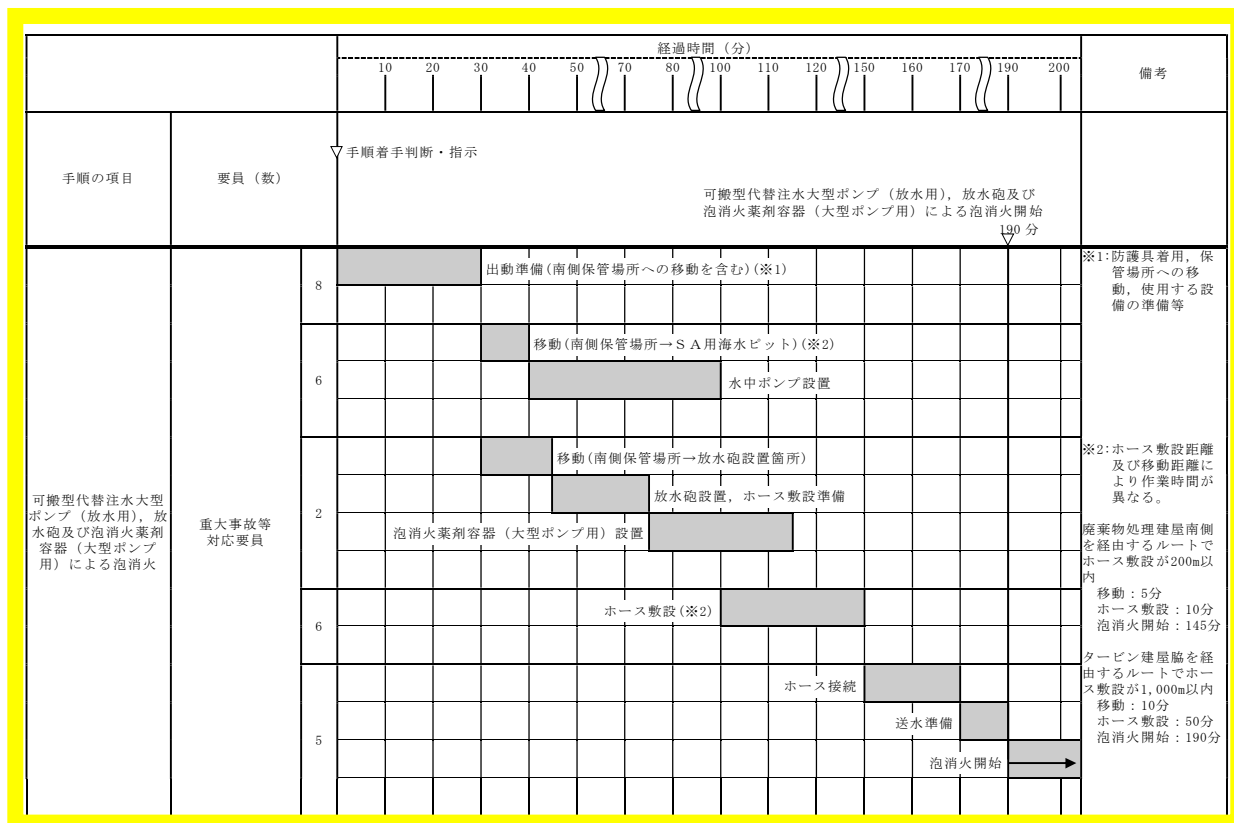 経過時間（分）
10 20 30 40 50 70 80 100 110 120 150 160 170 190 200
備考
手順の項目
要員（数）
手順着手判断・指示
可搬型代替注水大型ポンプ（放水用），放水砲及び
泡消火薬剤容器（大型ポンプ用）による泡消火開始
190 分
可搬型代替注水大型
ポンプ（放水用），放
水砲及び泡消火薬剤
容器（大型ポンプ
用）による泡消火
重大事故等
対応要員
8
出動準備(南側保管場所への移動を含む)(※1)
6
移動(南側保管場所→ＳＡ用海水ピット)(※2)
水中ポンプ設置
2
移動(南側保管場所→放水砲設置箇所)
放水砲設置，ホース敷設準備
泡消火薬剤容器（大型ポンプ用）設置
6
ホース敷設(※2)
5
ホース接続
送水準備
泡消火開始
※1:防護具着用，保
管場所への移
動，使用する設
備の準備等
※2:ホース敷設距離
及び移動距離に
より作業時間が
異なる。
廃棄物処理建屋南側
を経由するルートで
ホース敷設が200m以
内
移動：5分
ホース敷設：10分
泡消火開始：145分
タービン建屋脇を経
由するルートでホー
ス敷設が1,000m以内
移動：10分
ホース敷設：50分
泡消火開始：190分